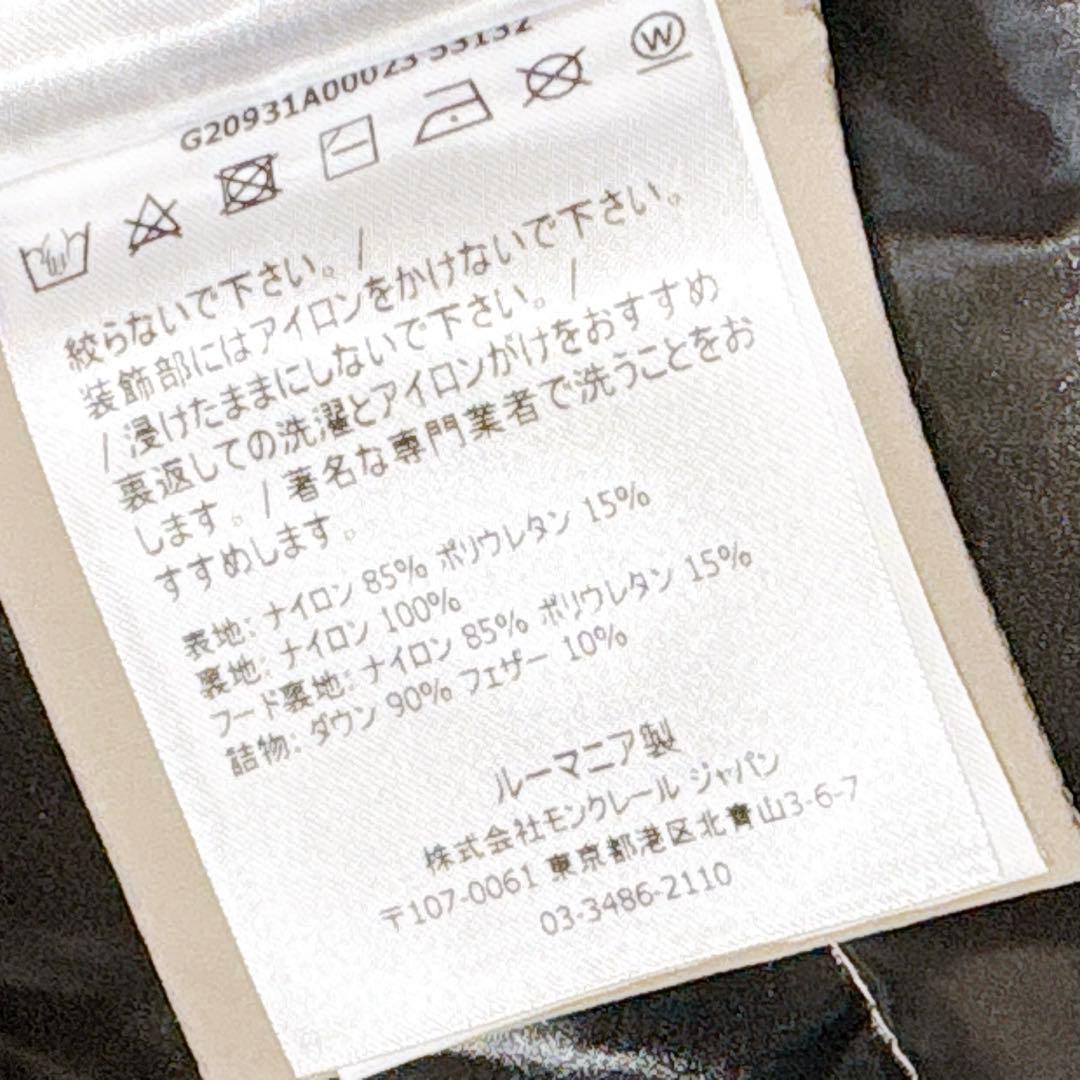 G20931A00023 53132
W
絞らないで下さい。/
装飾部にはアイロンをかけないで下さい。
/ 浸けたままにしないで下さい。/
裏返しての洗濯とアイロンがけをおすすめ
します。/ 著名な専門業者で洗うことをお
すすめします。
表地: ナイロン 85% ポリウレタン 15%
裏地: ナイロン 100%
フード裏地: ナイロン 85% ポリウレタン 15%
詰物: ダウン 90% フェザー 10%
ルーマニア製
株式会社モンクレール ジャパン
〒107-0061 東京都港区北青山3-6-7
03-3486-2110